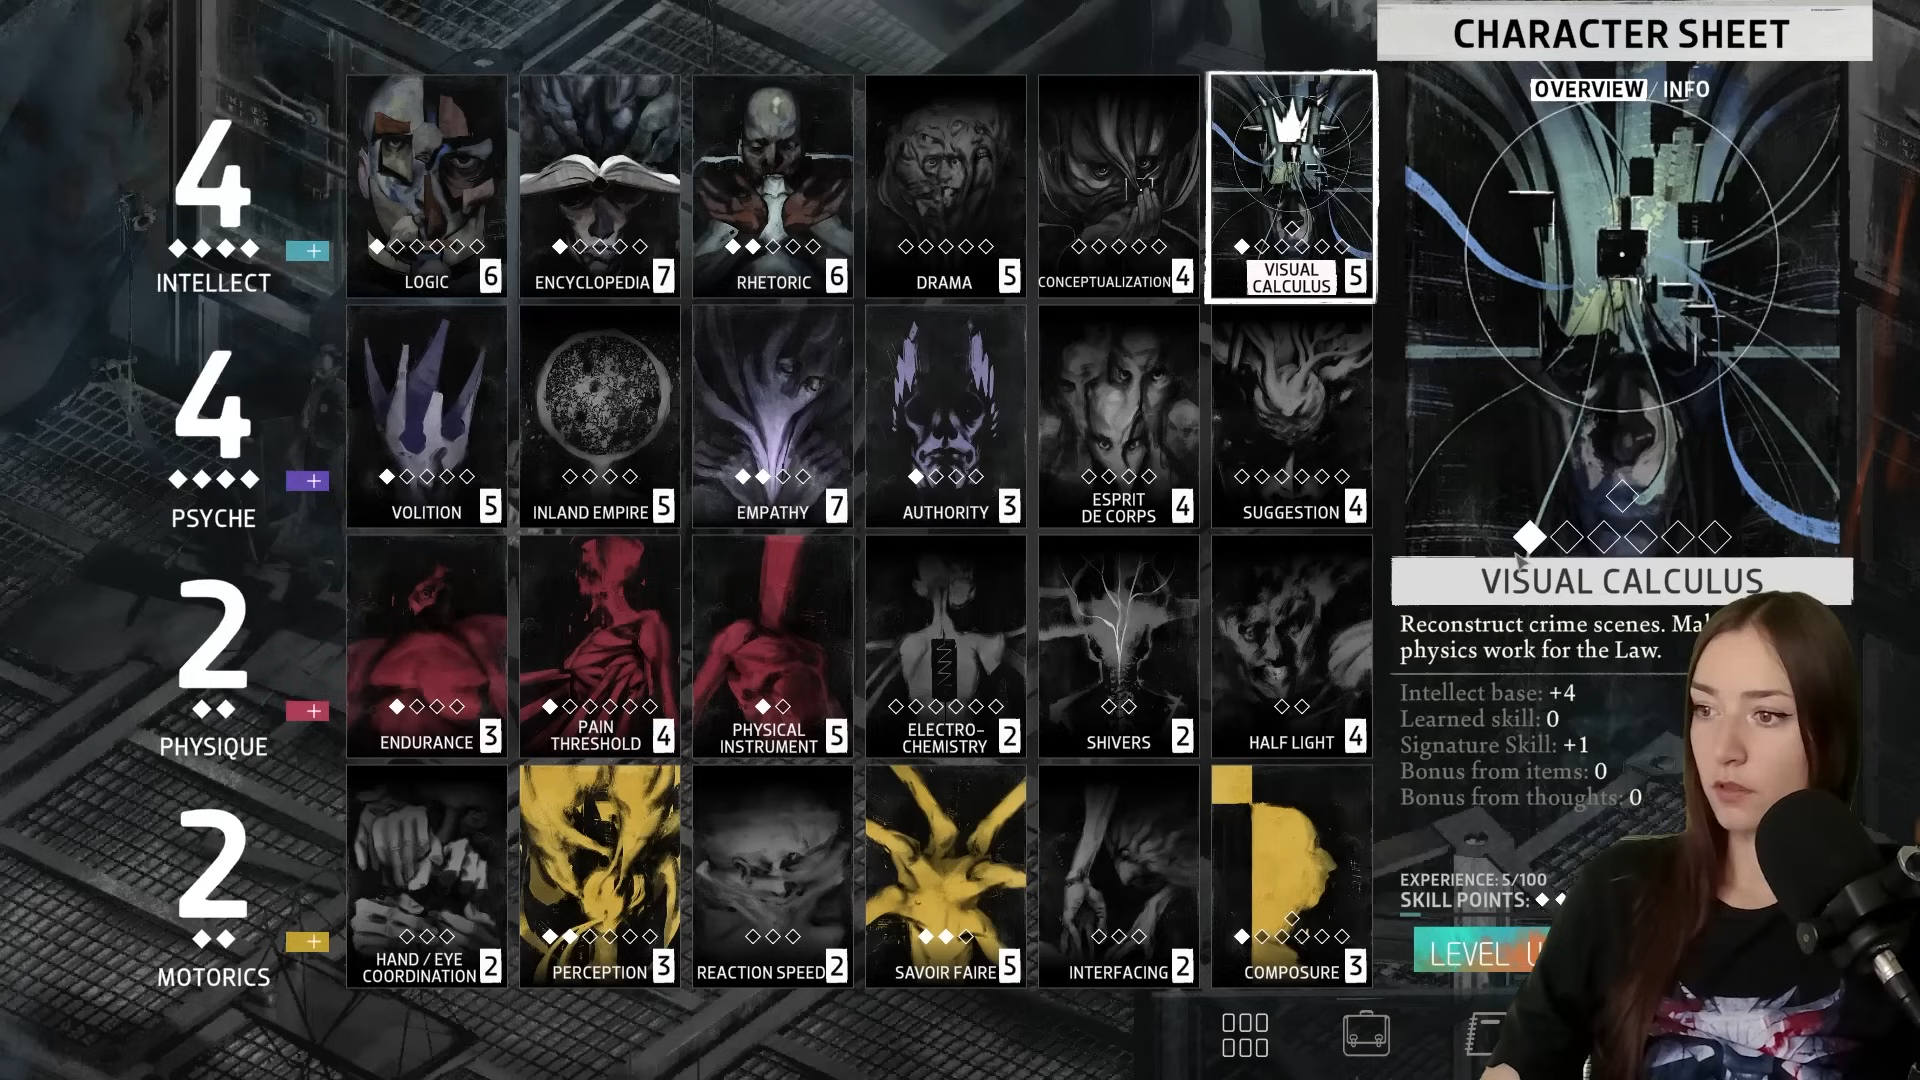 CHARACTER SHEET
OVERVIEW / INFO
4
INTELLECT
LOGIC 6
ENCYCLOPEDIA 7
RHETORIC 6
DRAMA 5
CONCEPTUALIZATION 4
VISUAL
CALCULUS 5
4
PSYCHE
VOLITION 5
INLAND EMPIRE 5
EMPATHY 7
AUTHORITY 3
ESPRIT
DE CORPS 4
SUGGESTION 4
2
PHYSIQUE
ENDURANCE 3
PAIN
THRESHOLD 4
PHYSICAL
INSTRUMENT 5
ELECTRO-
CHEMISTRY 2
SHIVERS 2
HALF LIGHT 4
2
MOTORICS
HAND / EYE
COORDINATION 2
PERCEPTION 3
REACTION SPEED 2
SAVOIR FAIRE 5
INTERFACING 2
COMPOSURE 3
VISUAL CALCULUS
Reconstruct crime scenes.
physics work for the Law.
Intellect base: +4
Learned skill: 0
Signature Skill: +1
Bonus from items: 0
Bonus from thoughts: 0
EXPERIENCE: 5/100
SKILL POINTS:
LEVEL